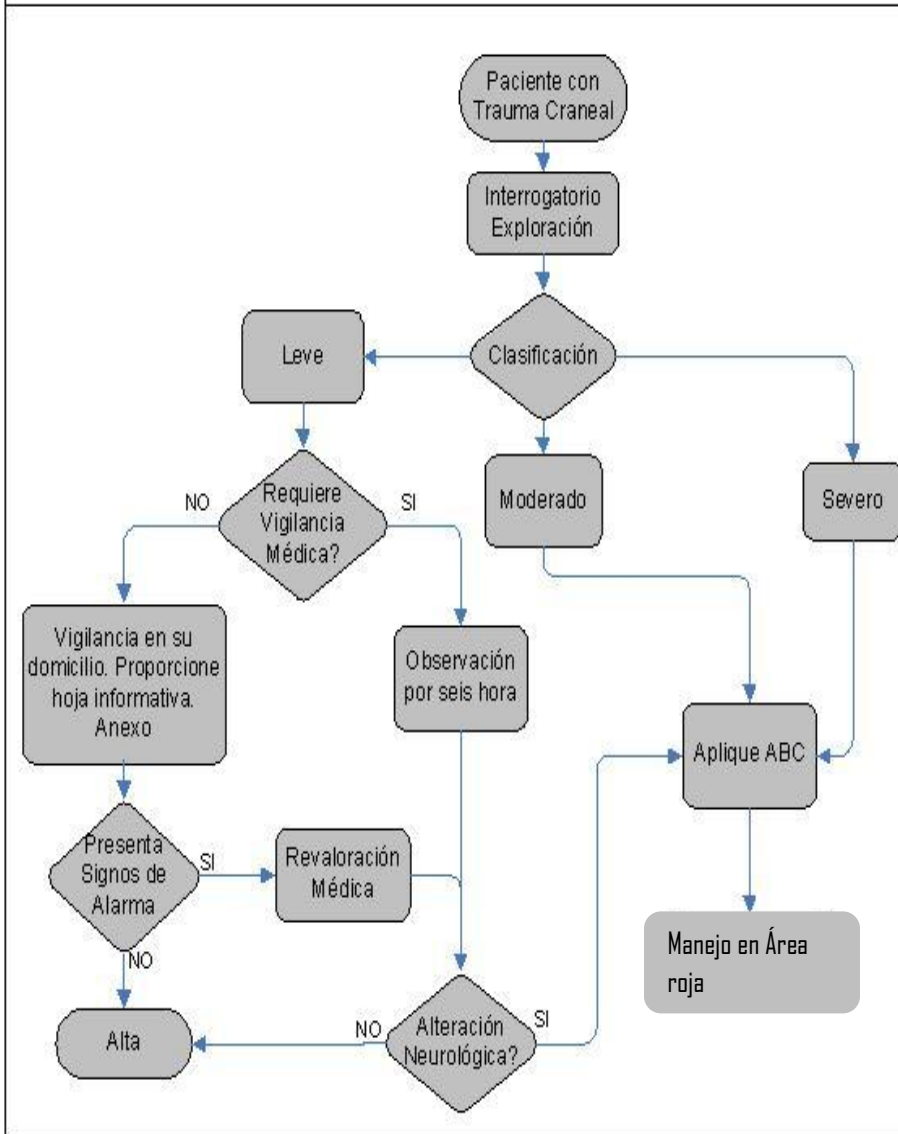 Paciente con
Trauma Craneal
Interrogatorio
Exploración
Clasificación
Leve
Moderado
Severo
Requiere
Vigilancia
Médica?
NO
SI
Vigilancia en su
domicilio. Proporcione
hoja informativa.
Anexo
Observación
por seis hora
Aplique ABC
Presenta
Signos de
Alarma
SI
NO
Revaloración
Médica
Manejo en Área
roja
Alteración
Neurológica?
NO
SI
Alta